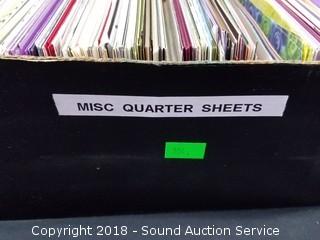 MISC QUARTER SHEETS
Copyright 2018 - Sound Auction Service